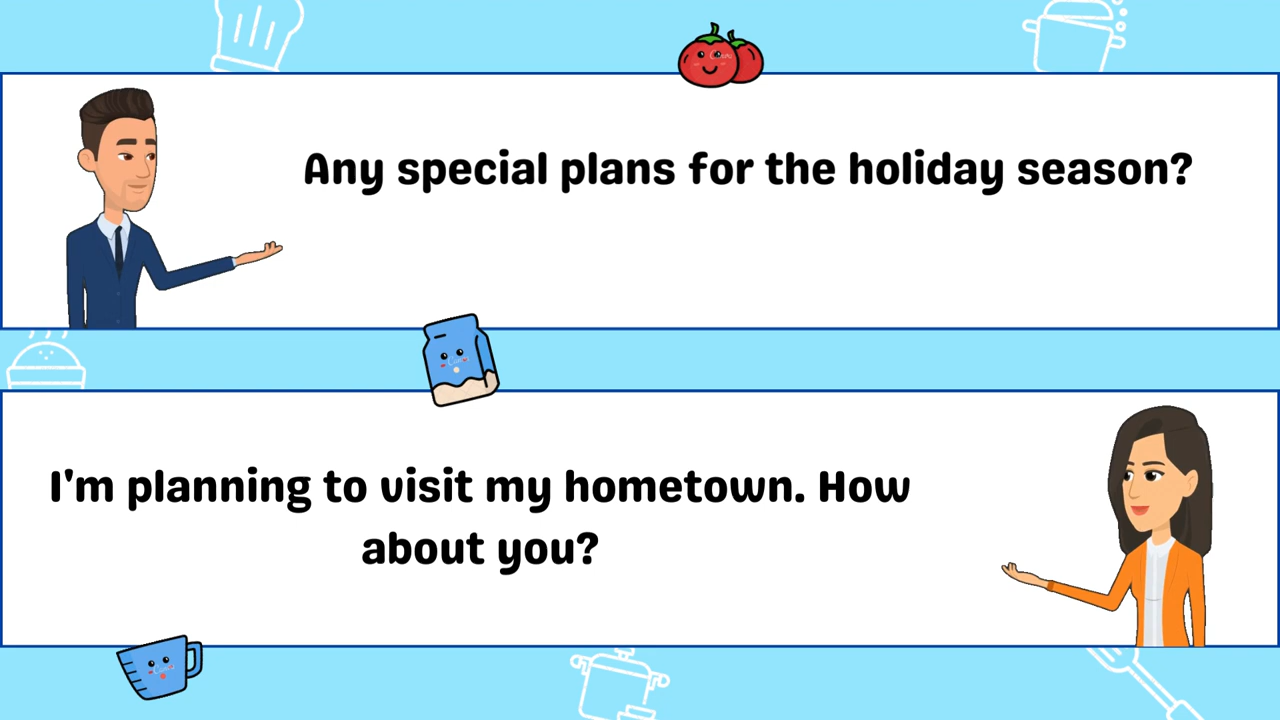 Any special plans for the holiday season?
I'm planning to visit my hometown. How
about you?